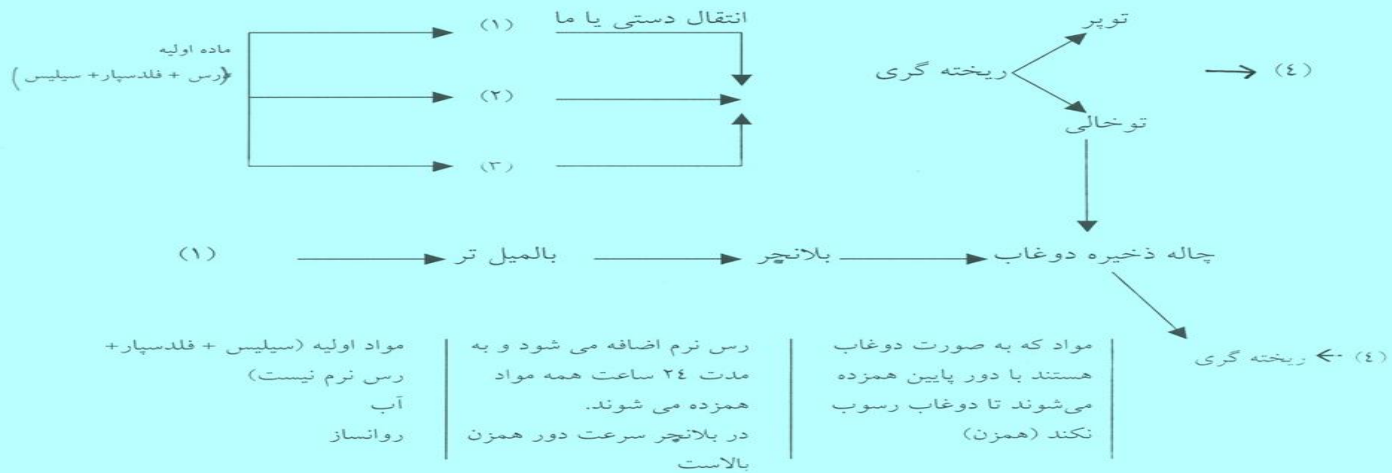 ماده اولیه
(رس + فلدسپار+ سیلیس)
(۱)
(۲)
(۳)
انتقال دستی یا ما
توپر
ریخته گری
توخالی
(٤)
(۱)
بالمیل تر
بلانچر
چاله ذخیره دوغاب
(٤) ریخته گری
مواد اولیه (سیلیس + فلدسپار+
رس نرم نیست)
آب
روانساز
رس نرم اضافه می شود و به
مدت ۲٤ ساعت همه مواد
همزده می شوند.
در بلانچر سرعت دور همزن
بالاست
مواد که به صورت دوغاب
هستند با دور پایین همزده
می‌شوند تا دوغاب رسوب
نکند (همزن)